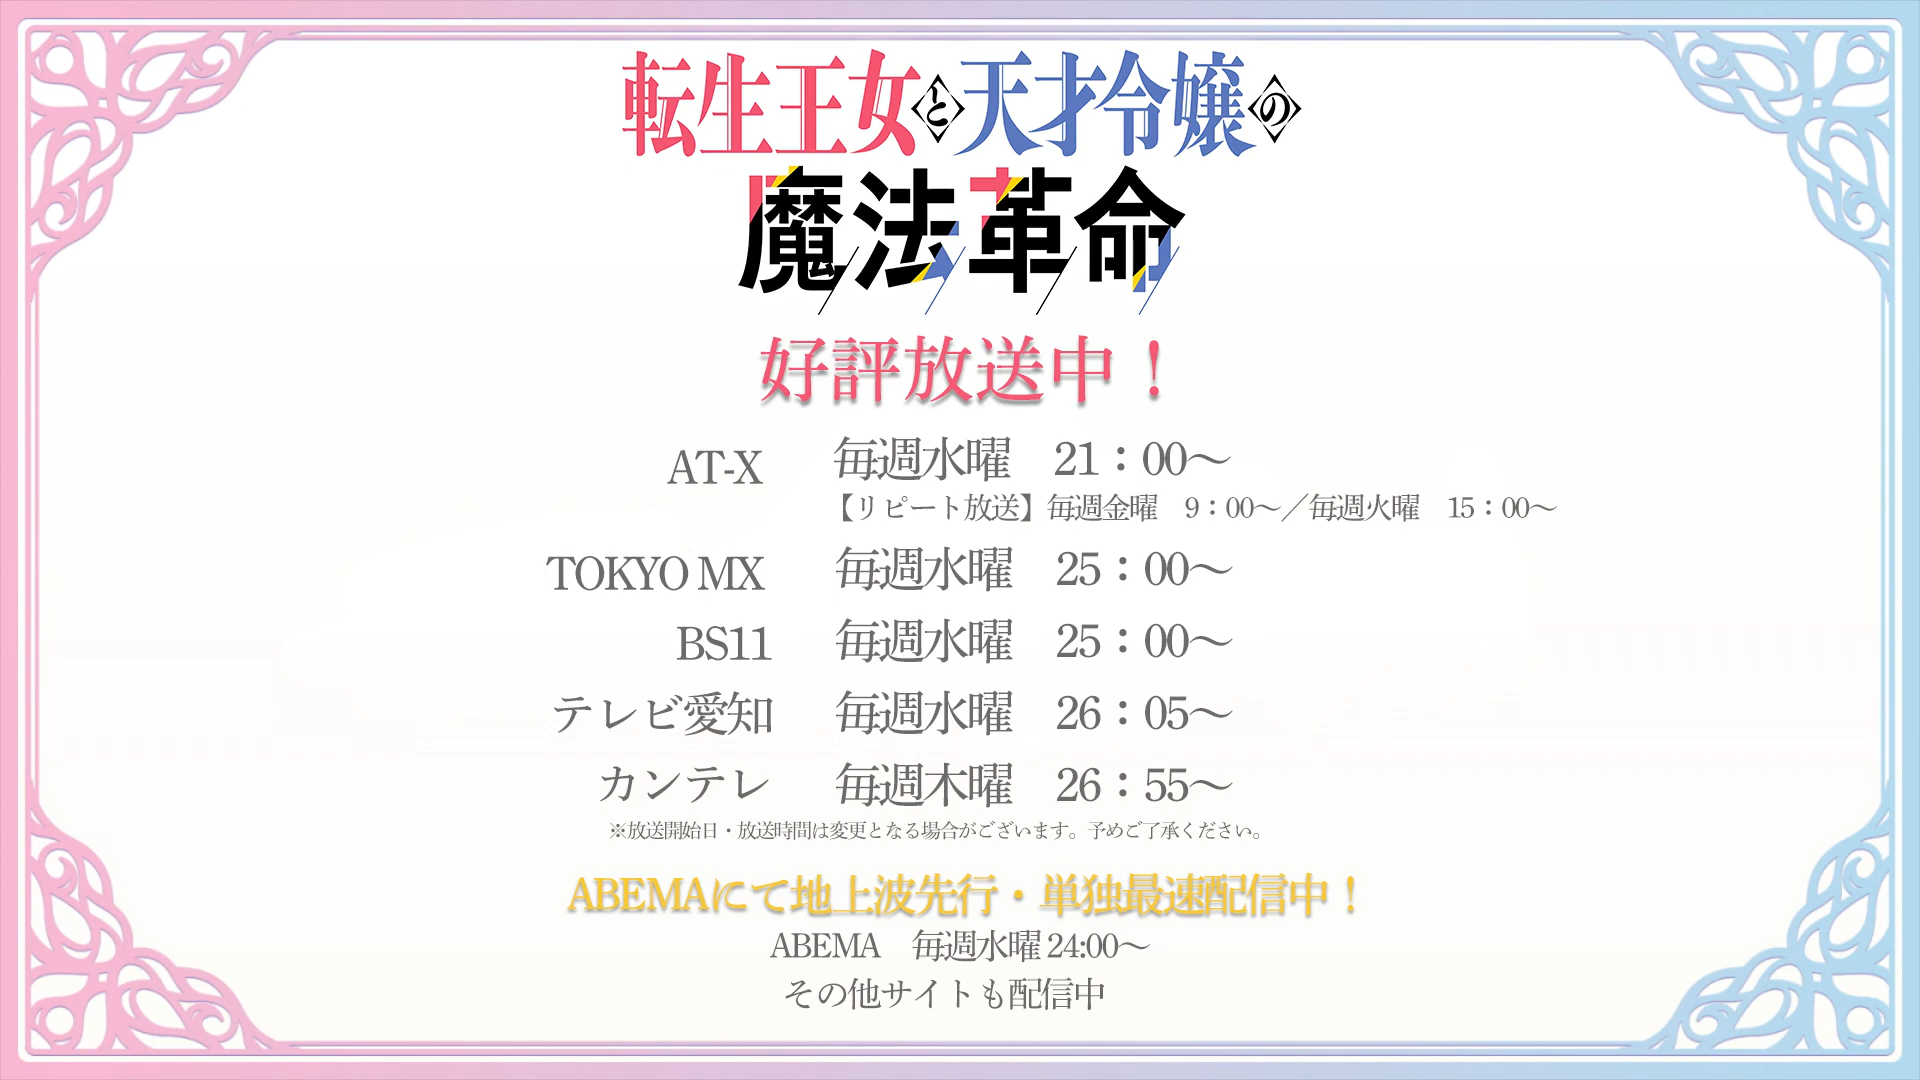 転生王女と天才令嬢の
魔法革命
好評放送中！
AT-X 毎週水曜 21：00～
【リピート放送】毎週金曜 9：00～／毎週火曜 15：00～
TOKYO MX 毎週水曜 25：00～
BS11 毎週水曜 25：00～
テレビ愛知 毎週水曜 26：05～
カンテレ 毎週木曜 26：55～
※放送開始日・放送時間は変更となる場合がございます。予めご了承ください。
ABEMAにて地上波先行・単独最速配信中！
ABEMA 毎週水曜 24:00～
その他サイトも配信中